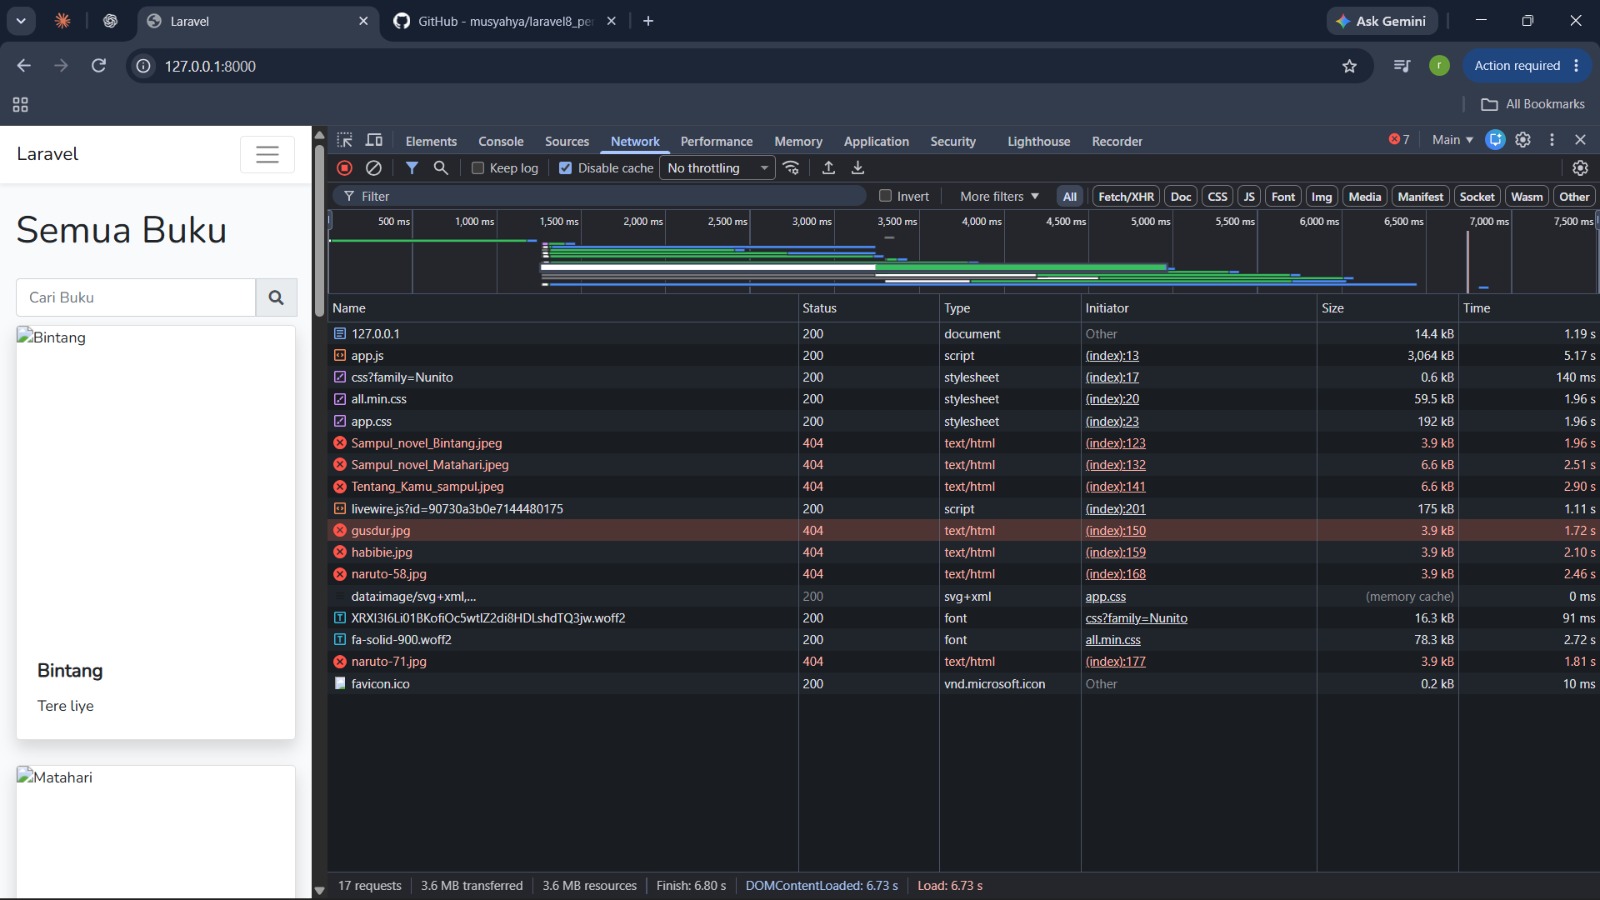 Laravel
GitHub - musyahya/laravel8_pe
Ask Gemini
127.0.0.1:8000
r
Action required
All Bookmarks
Laravel
Semua Buku
Cari Buku
Bintang
Bintang
Tere liye
Matahari
Elements Console Sources Network Performance Memory Application Security Lighthouse Recorder 7 Main
Keep log Disable cache No throttling
Filter Invert More filters All Fetch/XHR Doc CSS JS Font Img Media Manifest Socket Wasm Other
500 ms 1,000 ms 1,500 ms 2,000 ms 2,500 ms 3,000 ms 3,500 ms 4,000 ms 4,500 ms 5,000 ms 5,500 ms 6,000 ms 6,500 ms 7,000 ms 7,500 ms
Name Status Type Initiator Size Time
127.0.0.1 200 document Other 14.4 kB 1.19 s
app.js 200 script (index):13 3,064 kB 5.17 s
css?family=Nunito 200 stylesheet (index):17 0.6 kB 140 ms
all.min.css 200 stylesheet (index):20 59.5 kB 1.96 s
app.css 200 stylesheet (index):23 192 kB 1.96 s
Sampul_novel_Bintang.jpeg 404 text/html (index):123 3.9 kB 1.96 s
Sampul_novel_Matahari.jpeg 404 text/html (index):132 6.6 kB 2.51 s
Tentang_Kamu_sampul.jpeg 404 text/html (index):141 6.6 kB 2.90 s
livewire.js?id=90730a3b0e7144480175 200 script (index):201 175 kB 1.11 s
gusdur.jpg 404 text/html (index):150 3.9 kB 1.72 s
habibie.jpg 404 text/html (index):159 3.9 kB 2.10 s
naruto-58.jpg 404 text/html (index):168 3.9 kB 2.46 s
data:image/svg+xml,... 200 svg+xml app.css (memory cache) 0 ms
XRXI3I6Li01BKofiOc5wtlZ2di8HDLshdTQ3jw.woff2 200 font css?family=Nunito 16.3 kB 91 ms
fa-solid-900.woff2 200 font all.min.css 78.3 kB 2.72 s
naruto-71.jpg 404 text/html (index):177 3.9 kB 1.81 s
favicon.ico 200 vnd.microsoft.icon Other 0.2 kB 10 ms
17 requests 3.6 MB transferred 3.6 MB resources Finish: 6.80 s DOMContentLoaded: 6.73 s Load: 6.73 s